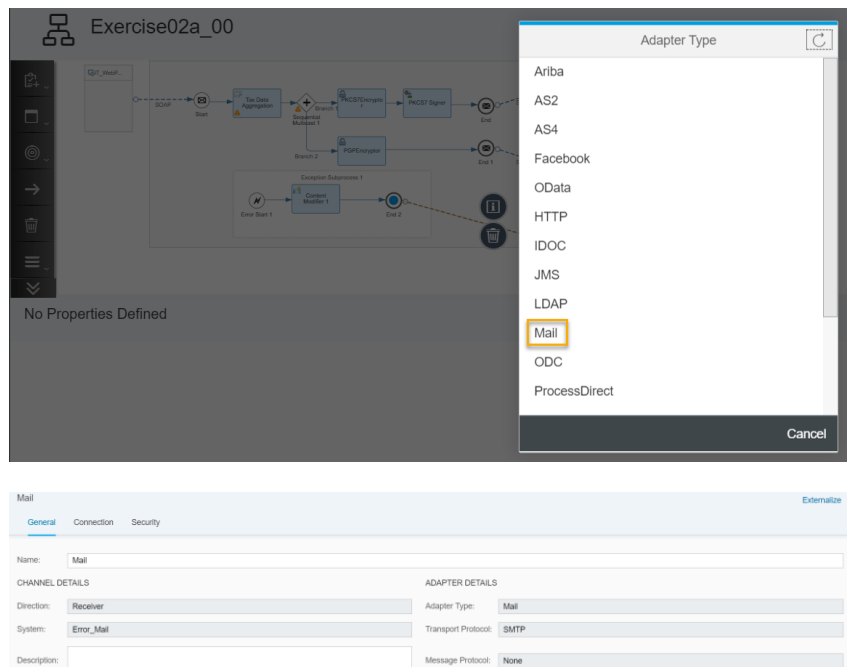 Exercise02a_00
Adapter Type
Ariba
AS2
AS4
Facebook
OData
HTTP
IDOC
JMS
LDAP
Mail
ODC
ProcessDirect
Cancel
SOAP
Start
Tax Data
Aggregation
Sequential
Multicast 1
Branch 1
PKCS7Encrypto
1
PKCS7 Signer
End
Branch 2
PGPEncryptor
End 1
Exception Subprocess 1
Error Start 1
Content
Modifier 1
End 2
No Properties Defined
Mail
Externalize
General Connection Security
Name: Mail
CHANNEL DETAILS ADAPTER DETAILS
Direction: Receiver Adapter Type: Mail
System: Error_Mail Transport Protocol: SMTP
Description: Message Protocol: None